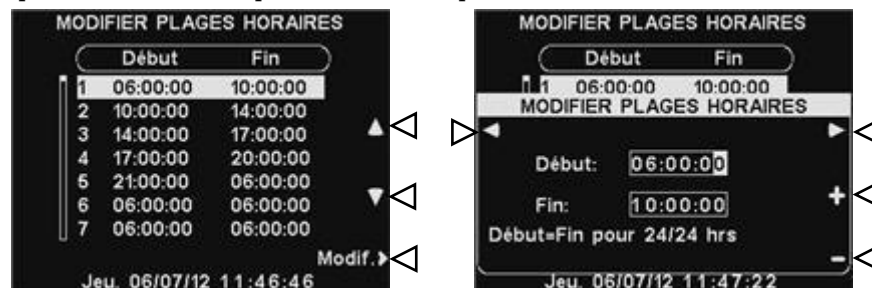 MODIFIER PLAGES HORAIRES
Début Fin
1 06:00:00 10:00:00
2 10:00:00 14:00:00
3 14:00:00 17:00:00
4 17:00:00 20:00:00
5 21:00:00 06:00:00
6 06:00:00 06:00:00
7 06:00:00 06:00:00
Modif.
Jeu. 06/07/12 11:46:46
MODIFIER PLAGES HORAIRES
Début Fin
1 06:00:00 10:00:00
MODIFIER PLAGES HORAIRES
Début: 06:00:00
+
Fin: 10:00:00
Début=Fin pour 24/24 hrs
-
Jeu. 06/07/12 11:47:22